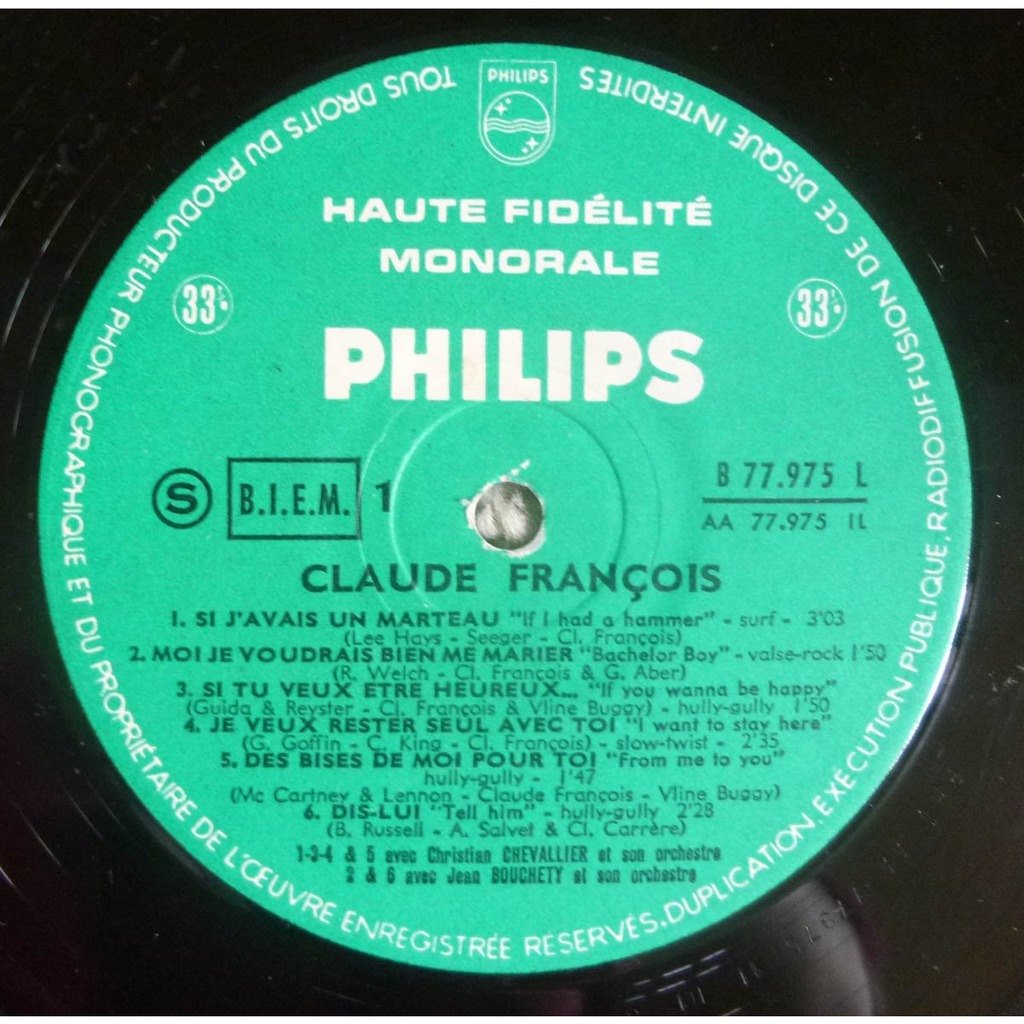 PHILIPS
HAUTE FIDÉLITÉ
MONORALE
33
33
PHILIPS
S B.I.E.M. 1
B 77.975 L
AA 77.975 1L
CLAUDE FRANÇOIS
1. SI J'AVAIS UN MARTEAU "If I had a hammer" - surf - 3'03
(Lee Hays - Seeger - Cl. François)
2. MOI JE VOUDRAIS BIEN ME MARIER "Bachelor Boy" - valse-rock 1'50
(R. Welch - Cl. François & G. Aber)
3. SI TU VEUX ETRE HEUREUX... "If you wanna be happy"
(Guida & Reyster - Cl. François & Vline Buggy) - hully-gully 1'50
4. JE VEUX RESTER SEUL AVEC TOI "I want to stay here"
(G. Goffin - C. King - Cl. François) - slow-twist - 2'35
5. DES BISES DE MOI POUR TOI "From me to you"
hully-gully - 1'47
(Mc Cartney & Lennon - Claude François - Vline Buggy)
6. DIS-LUI "Tell him" - hully-gully 2'28
(B. Russell - A. Salvet & Cl. Carrère)
1-3-4 & 5 avec Christian CHEVALLIER et son orchestre
2 & 6 avec Jean BOUCHETY et son orchestre
TOUS DROITS DU PRODUCTEUR PHONOGRAPHIQUE ET DU PROPRIÉTAIRE DE L'ŒUVRE ENREGISTRÉE RÉSERVÉS. DUPLICATION. EXÉCUTION PUBLIQUE, RADIODIFFUSION DE CE DISQUE INTERDITES